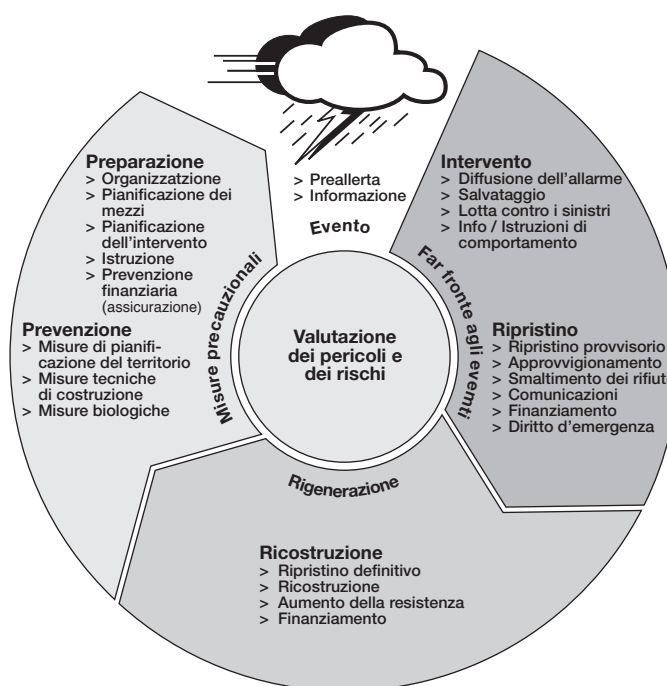 Preparazione
> Organizzatzione
> Pianificazione dei
mezzi
> Pianificazione
dell'intervento
> Istruzione
> Prevenzione
finanziaria
(assicurazione)
Prevenzione
> Misure di pianifi-
cazione del territorio
> Misure tecniche
di costruzione
> Misure biologiche
Misure precauzionali
> Preallerta
> Informazione
Evento
Valutazione
dei pericoli e
dei rischi
Intervento
> Diffusione dell'allarme
> Salvataggio
> Lotta contro i sinistri
> Info / Istruzioni di
comportamento
Far fronte agli evemti
Ripristino
> Ripristino provvisorio
> Approvvigionamento
> Smaltimento dei rifiut
> Comunicazioni
> Finanziamento
> Diritto d'emergenza
Rigenerazione
Ricostruzione
> Ripristino definitivo
> Ricostruzione
> Aumento della resistenza
> Finanziamento